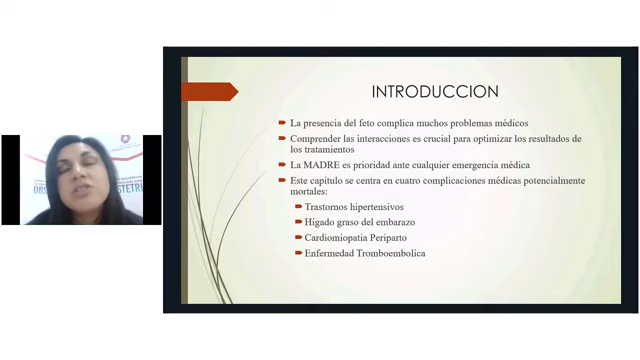 INTRODUCCION
La presencia del feto complica muchos problemas médicos
Comprender las interacciones es crucial para optimizar los resultados de
los tratamientos
La MADRE es prioridad ante cualquier emergencia médica
Este capitulo se centra en cuatro complicaciones médicas potencialmente
mortales:
Trastornos hipertensivos
Hígado graso del embarazo
Cardiomiopatia Periparto
Enfermedad Tromboembolica